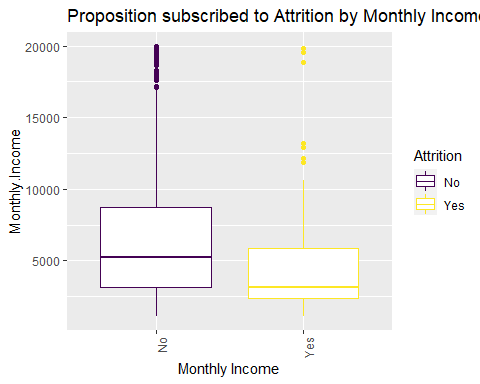 Proposition subscribed to Attrition by Monthly Income
20000
15000
10000
5000
Monthly.Income
No
Yes
Monthly Income
Attrition
No
Yes